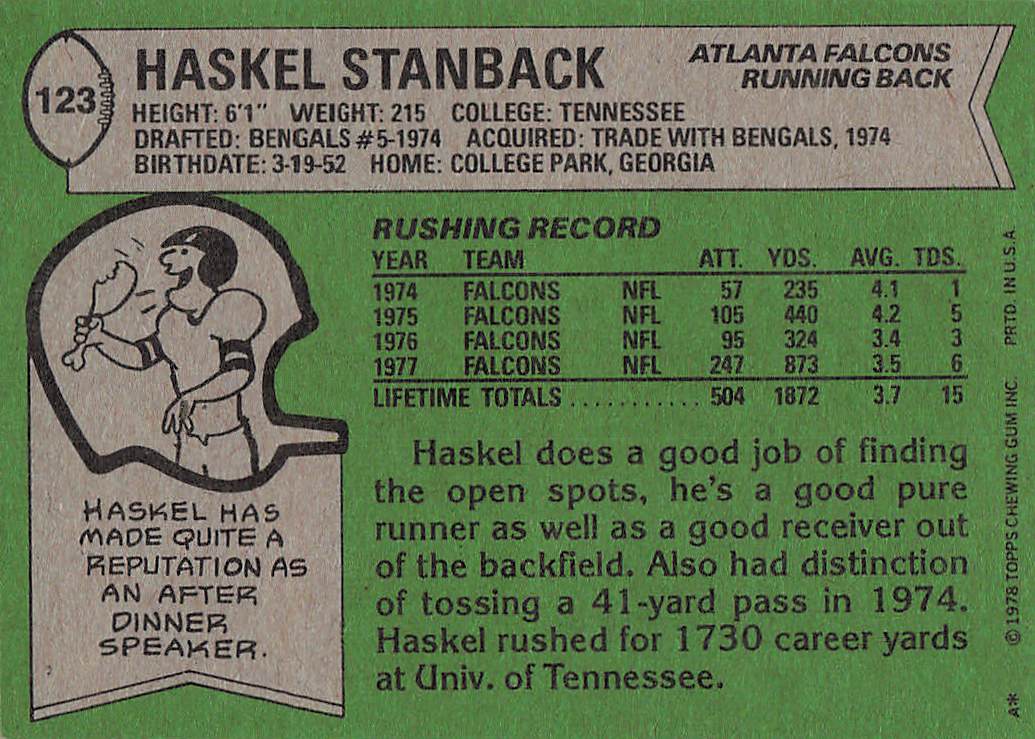 123
HASKEL STANBACK
ATLANTA FALCONS
RUNNING BACK
HEIGHT: 6'1" WEIGHT: 215 COLLEGE: TENNESSEE
DRAFTED: BENGALS #5-1974 ACQUIRED: TRADE WITH BENGALS, 1974
BIRTHDATE: 3-19-52 HOME: COLLEGE PARK, GEORGIA
RUSHING RECORD
YEAR TEAM ATT. YDS. AVG. TDS.
1974 FALCONS NFL 57 235 4.1 1
1975 FALCONS NFL 105 440 4.2 5
1976 FALCONS NFL 95 324 3.4 3
1977 FALCONS NFL 247 873 3.5 6
LIFETIME TOTALS ........... 504 1872 3.7 15
HASKEL HAS
MADE QUITE A
REPUTATION AS
AN AFTER
DINNER
SPEAKER.
Haskel does a good job of finding
the open spots, he's a good pure
runner as well as a good receiver out
of the backfield. Also had distinction
of tossing a 41-yard pass in 1974.
Haskel rushed for 1730 career yards
at Univ. of Tennessee.
A* © 1978 TOPPS CHEWING GUM INC. PRTD. IN U.S.A.